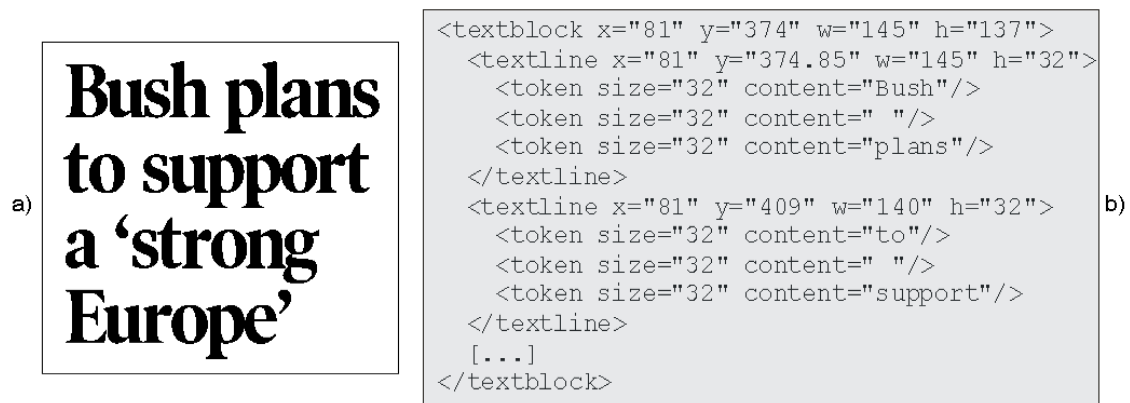 a)
Bush plans
to support
a ‘strong
Europe’
<textblock x="81" y="374" w="145" h="137">
<textline x="81" y="374.85" w="145" h="32">
<token size="32" content="Bush"/>
<token size="32" content=" "/>
<token size="32" content="plans"/>
</textline>
<textline x="81" y="409" w="140" h="32">
<token size="32" content="to"/>
<token size="32" content=" "/>
<token size="32" content="support"/>
</textline>
[...]
</textblock>
b)